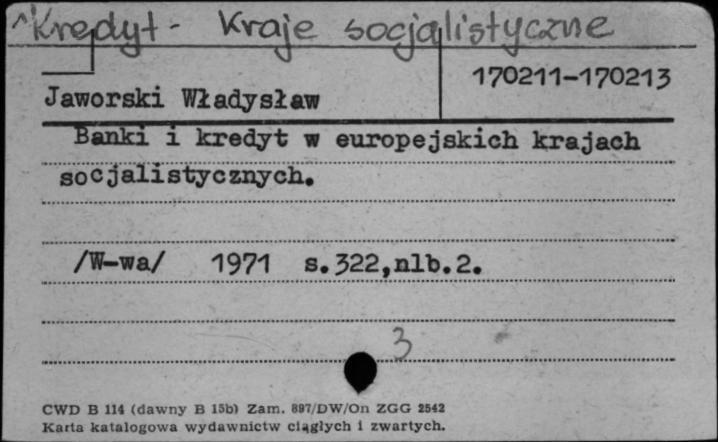 Kredyt - Kraje socjalistyczne
170211-170213
Jaworski Władysław
Banki i kredyt w europejskich krajach
socjalistycznych.
/W-wa/ 1971 s.322,nlb.2.
3
CWD B 114 (dawny B 15b) Zam. 897/DW/On ZGG 2542
Karta katalogowa wydawnictw ciągłych i zwartych.